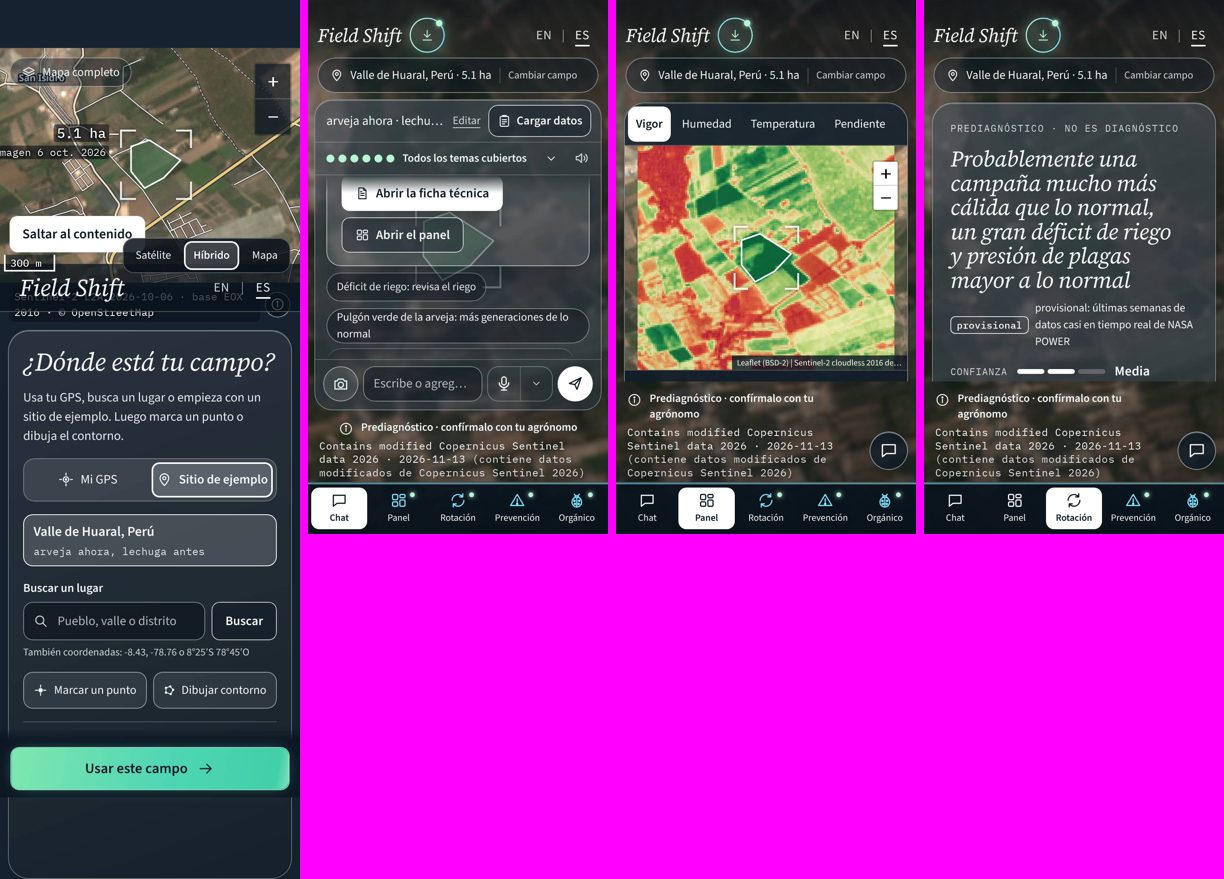 San Isidro
Mapa completo
+
−
5.1 ha
magen 6 oct. 2026
Saltar al contenido
Satélite
Híbrido
Mapa
300 m
Field Shift
EN | ES
Sentinel-2 L2A 2026-10-06 · base EOX
2016 · © OpenStreetMap
¿Dónde está tu campo?
Usa tu GPS, busca un lugar o empieza con un
sitio de ejemplo. Luego marca un punto o
dibuja el contorno.
Mi GPS
Sitio de ejemplo
Valle de Huaral, Perú
arveja ahora, lechuga antes
Buscar un lugar
Pueblo, valle o distrito
Buscar
También coordenadas: -8.43, -78.76 o 8°25'S 78°45'O
Marcar un punto
Dibujar contorno
Usar este campo →
Field Shift
EN | ES
Valle de Huaral, Perú · 5.1 ha
Cambiar campo
arveja ahora · lechu…
Editar
Cargar datos
Todos los temas cubiertos
Abrir la ficha técnica
Abrir el panel
Déficit de riego: revisa el riego
Pulgón verde de la arveja: más generaciones de lo
normal
Escribe o agreg…
Prediagnóstico · confírmalo con tu agrónomo
Contains modified Copernicus Sentinel
data 2026 · 2026-11-13 (contiene datos
modificados de Copernicus Sentinel 2026)
Chat
Panel
Rotación
Prevención
Orgánico
Field Shift
EN | ES
Valle de Huaral, Perú · 5.1 ha
Cambiar campo
Vigor
Humedad
Temperatura
Pendiente
+
−
Leaflet (BSD-2) | Sentinel-2 cloudless 2016 de…
Prediagnóstico · confírmalo con tu
agrónomo
Contains modified Copernicus
Sentinel data 2026 · 2026-11-13
(contiene datos modificados de
Copernicus Sentinel 2026)
Chat
Panel
Rotación
Prevención
Orgánico
Field Shift
EN | ES
Valle de Huaral, Perú · 5.1 ha
Cambiar campo
PREDIAGNÓSTICO · NO ES DIAGNÓSTICO
Probablemente una
campaña mucho más
cálida que lo normal,
un gran déficit de riego
y presión de plagas
mayor a lo normal
provisional
provisional: últimas semanas de
datos casi en tiempo real de NASA
POWER
CONFIANZA
Media
Prediagnóstico · confírmalo con tu
agrónomo
Contains modified Copernicus
Sentinel data 2026 · 2026-11-13
(contiene datos modificados de
Copernicus Sentinel 2026)
Chat
Panel
Rotación
Prevención
Orgánico